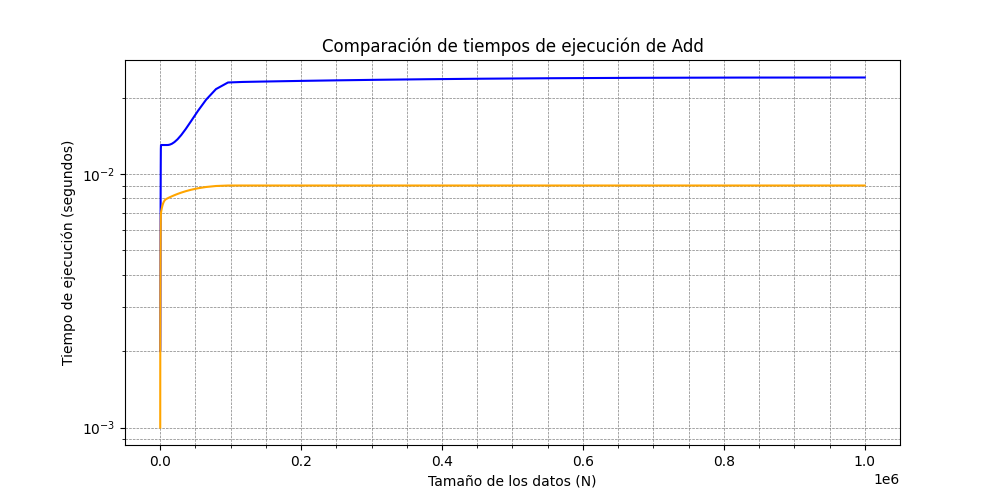 Comparación de tiempos de ejecución de Add
Tiempo de ejecución (segundos)
10⁻²
10⁻³
0.0 0.2 0.4 0.6 0.8 1.0
1e6
Tamaño de los datos (N)